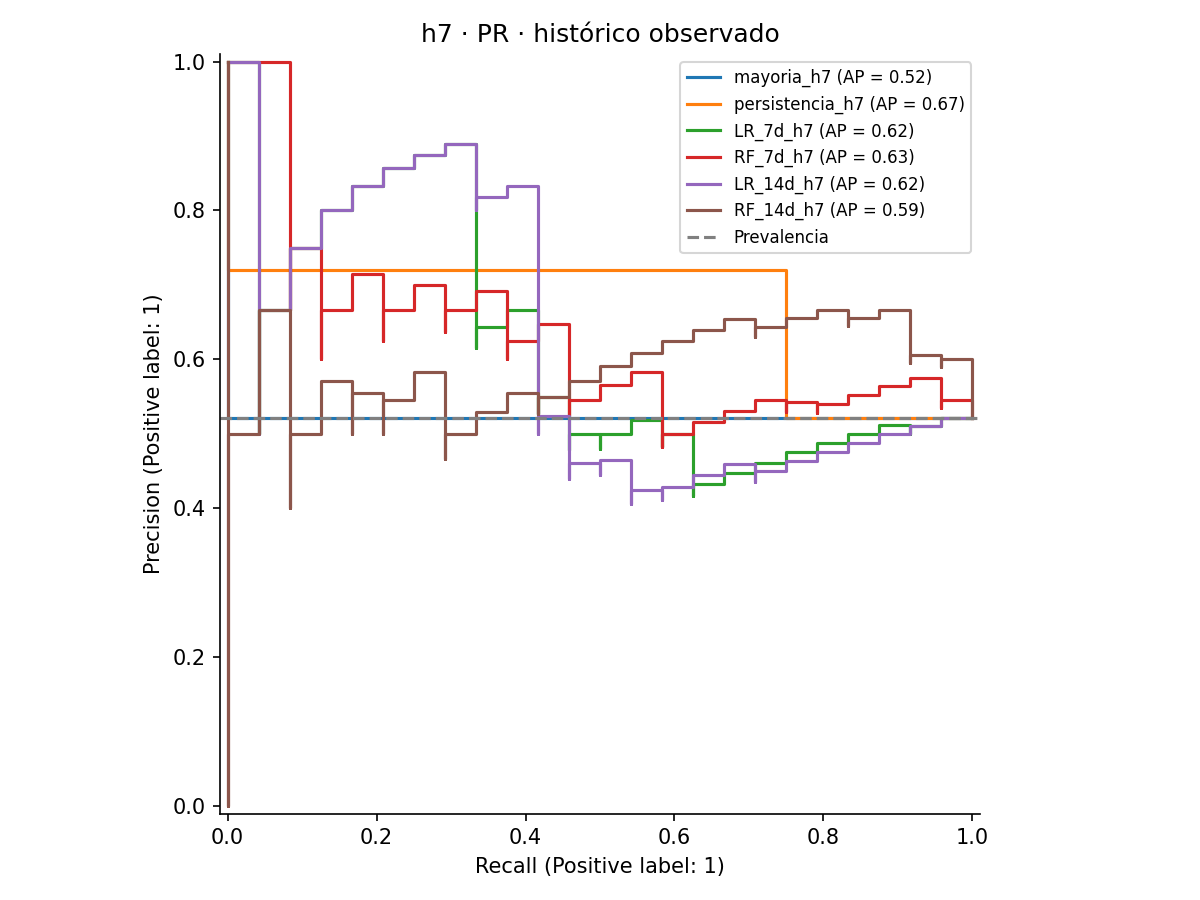 h7 · PR · histórico observado
mayoria_h7 (AP = 0.52)
persistencia_h7 (AP = 0.67)
LR_7d_h7 (AP = 0.62)
RF_7d_h7 (AP = 0.63)
LR_14d_h7 (AP = 0.62)
RF_14d_h7 (AP = 0.59)
Prevalencia
Precision (Positive label: 1)
1.0
0.8
0.6
0.4
0.2
0.0
0.0 0.2 0.4 0.6 0.8 1.0
Recall (Positive label: 1)